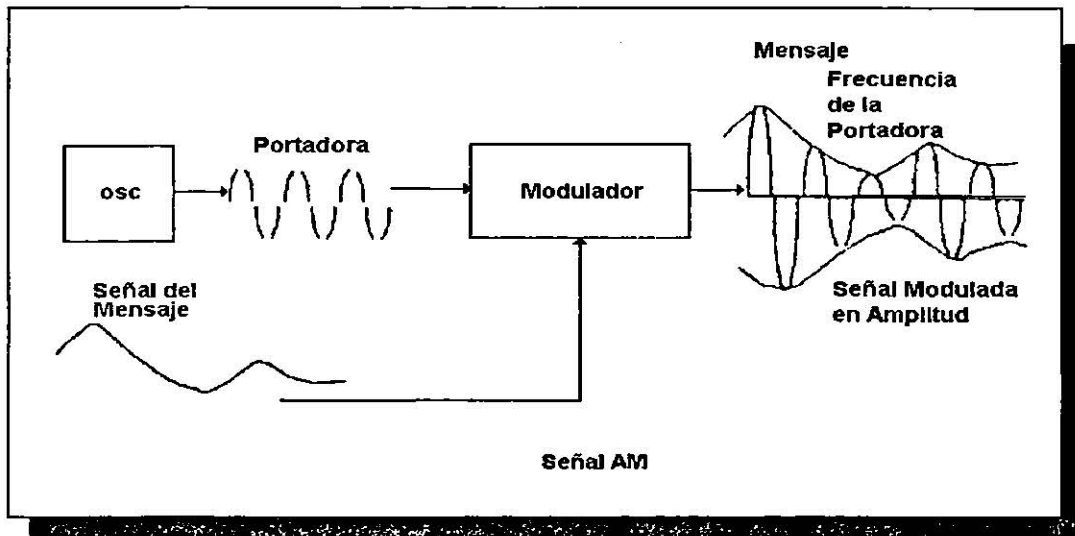 Mensaje
Frecuencia
de la
Portadora
Portadora
osc
Modulador
Señal del
Mensaje
Señal Modulada
en Amplitud
Señal AM